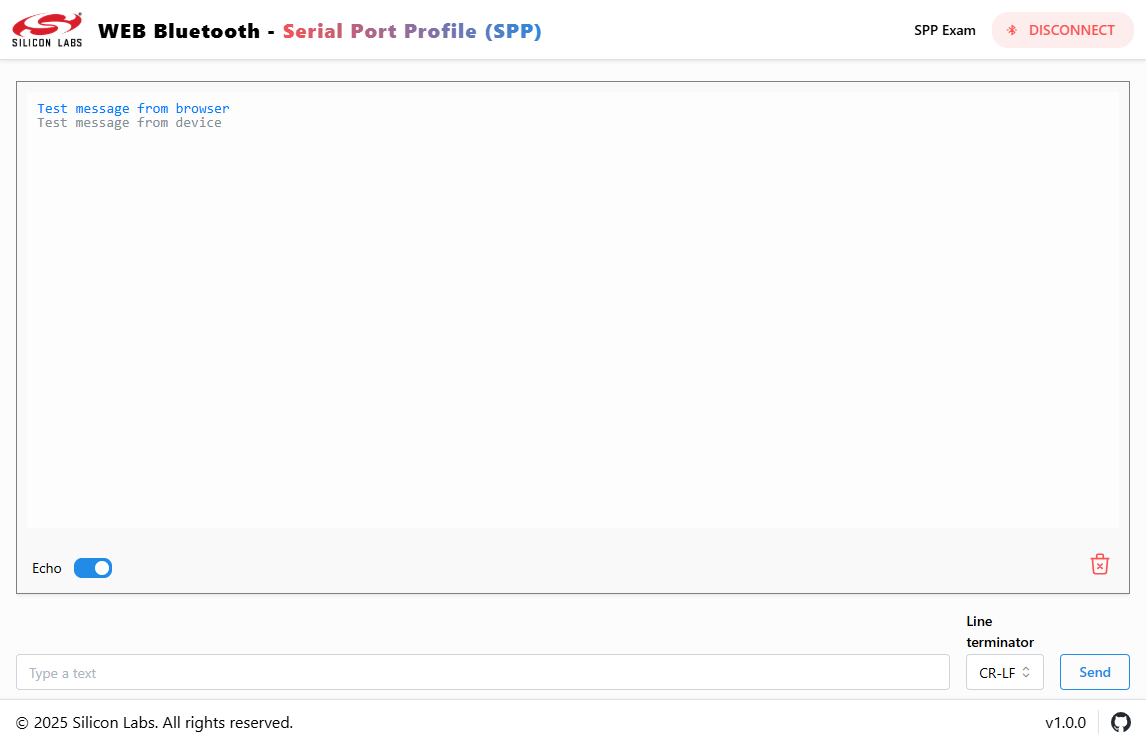 SILICON LABS
WEB Bluetooth - Serial Port Profile (SPP)
SPP Exam
DISCONNECT
Test message from browser
Test message from device
Echo
Line
terminator
Type a text
CR-LF
Send
© 2025 Silicon Labs. All rights reserved.
v1.0.0